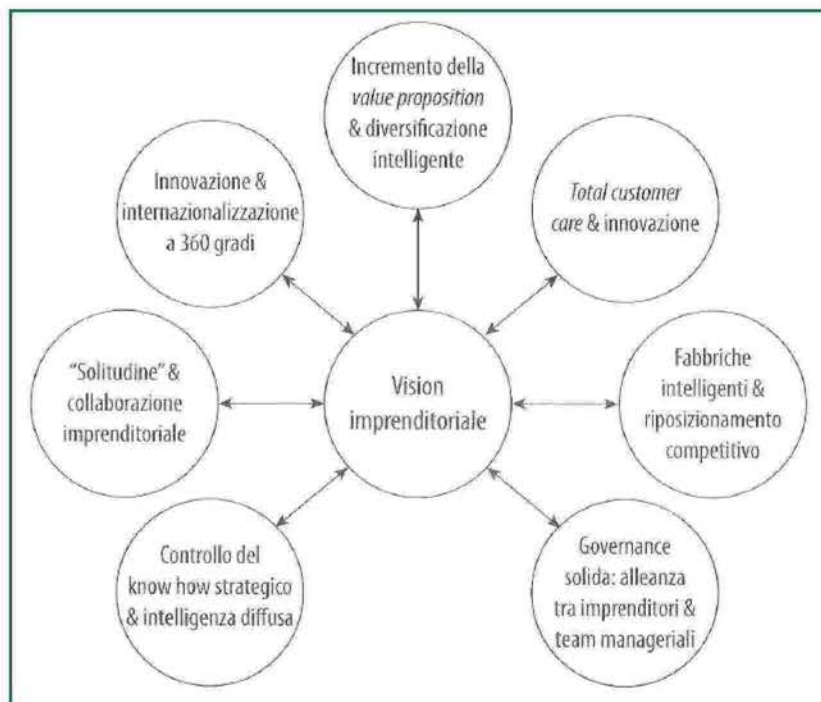 Incremento della
value proposition
& diversificazione
intelligente
Innovazione &
internazionalizzazione
a 360 gradi
Total customer
care & innovazione
"Solitudine" &
collaborazione
imprenditoriale
Vision
imprenditoriale
Fabbriche
intelligenti &
riposizionamento
competitivo
Controllo del
know how strategico
& intelligenza diffusa
Governance
solida: alleanza
tra imprenditori &
team manageriali